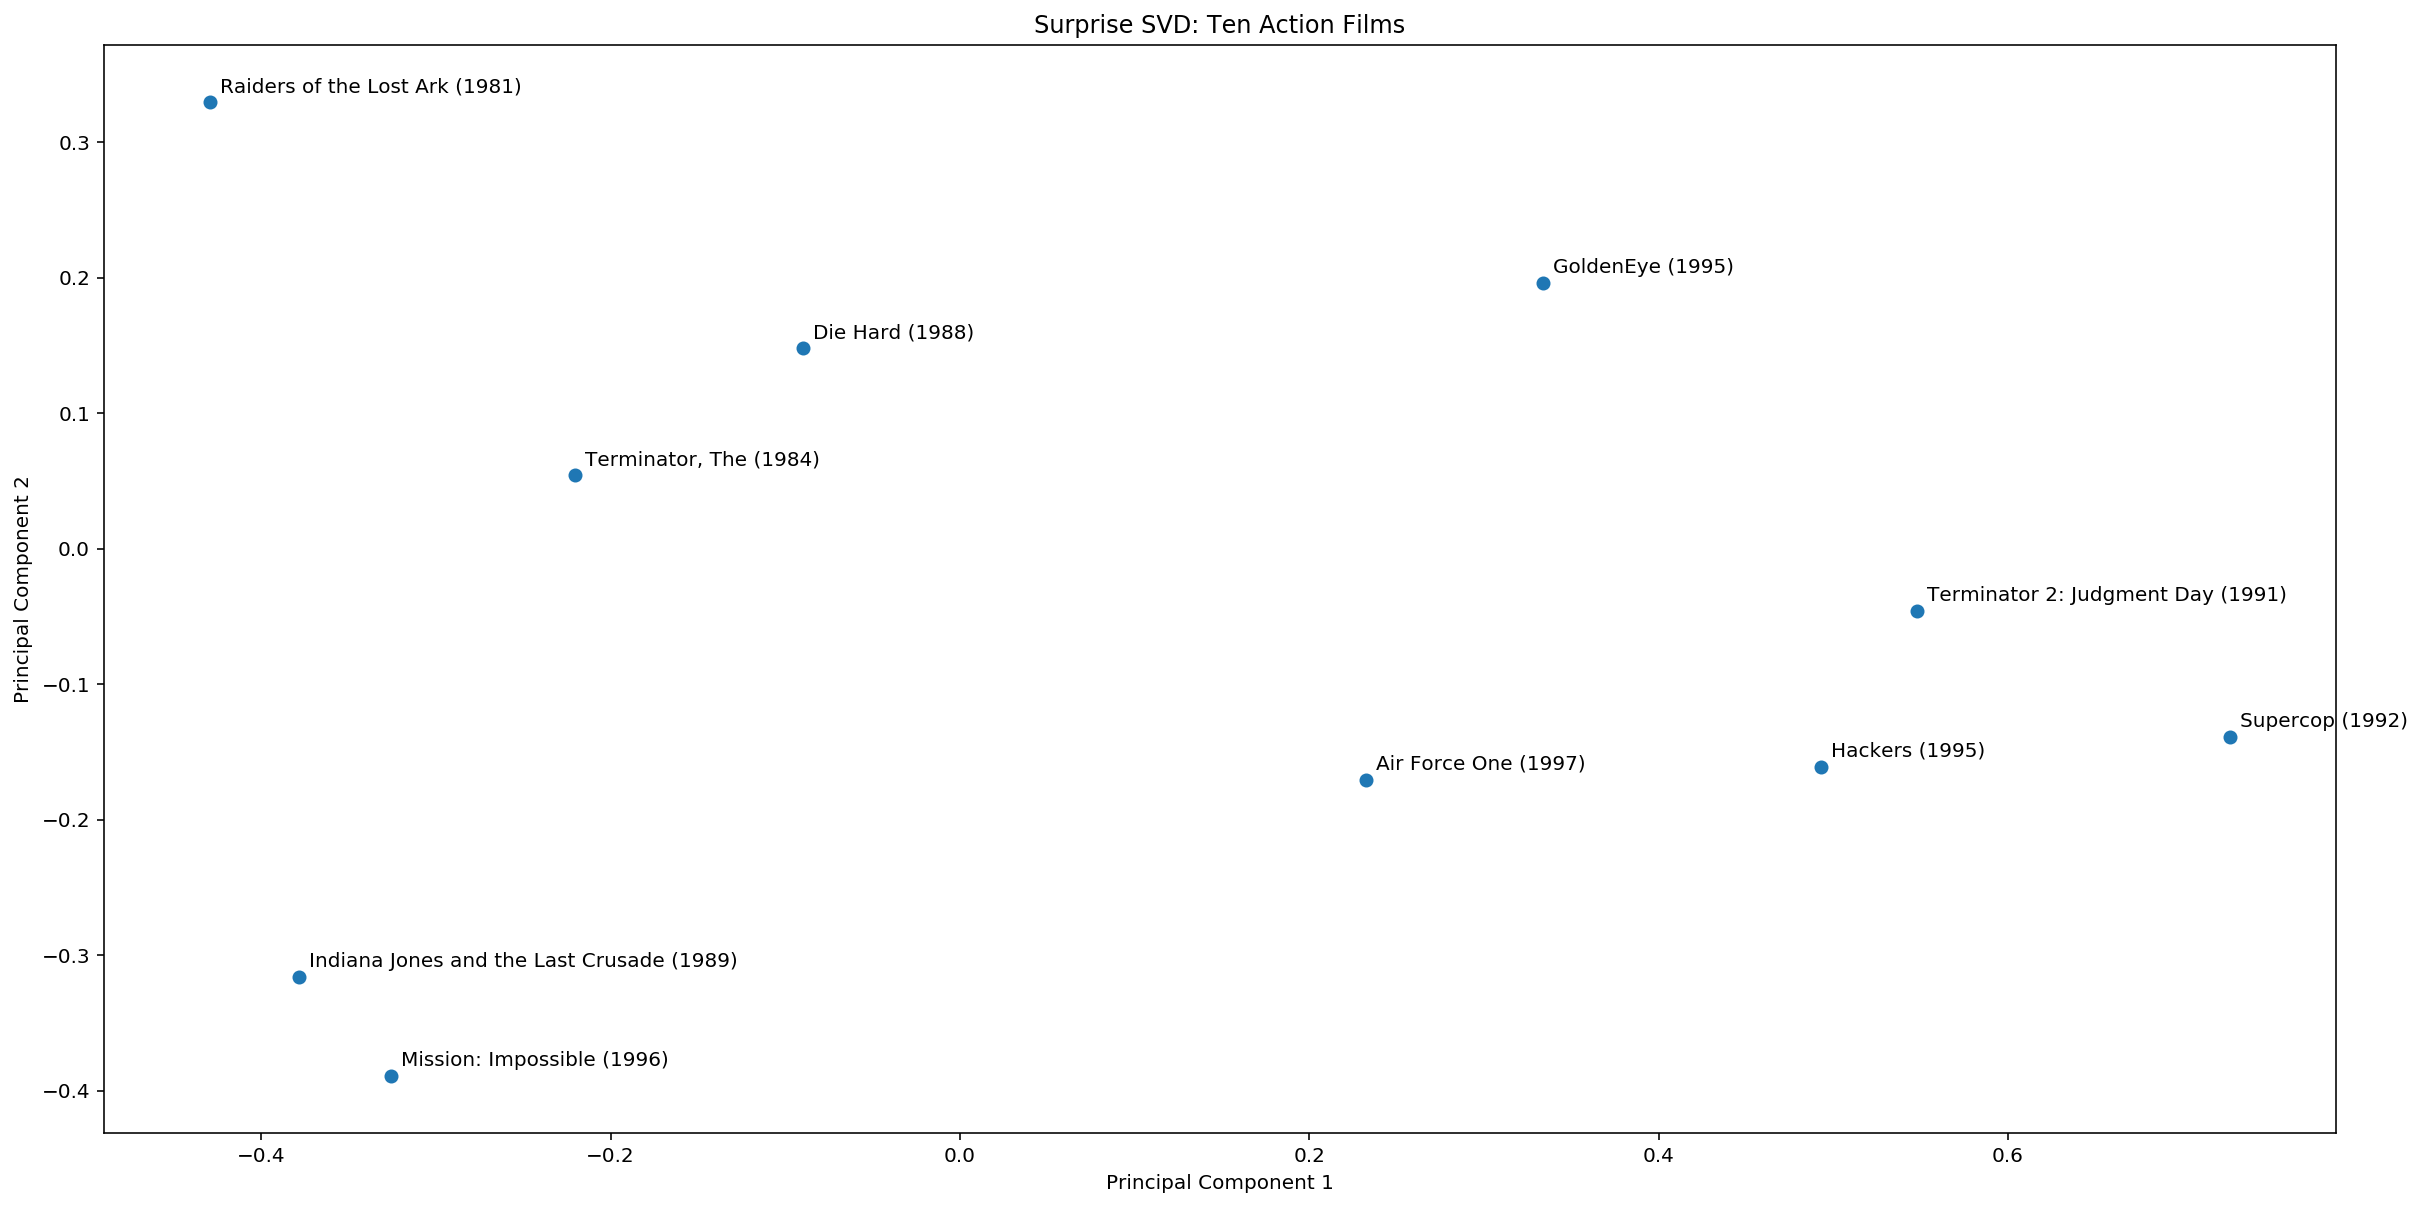 Surprise SVD: Ten Action Films
Raiders of the Lost Ark (1981)
GoldenEye (1995)
Die Hard (1988)
Terminator, The (1984)
Terminator 2: Judgment Day (1991)
Supercop (1992)
Hackers (1995)
Air Force One (1997)
Indiana Jones and the Last Crusade (1989)
Mission: Impossible (1996)
Principal Component 2
0.3
0.2
0.1
0.0
−0.1
−0.2
−0.3
−0.4
−0.4
−0.2
0.0
0.2
0.4
0.6
Principal Component 1